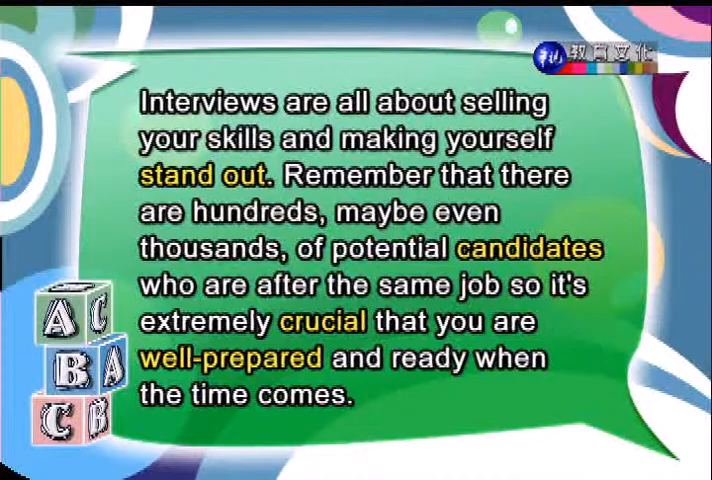 華視
教育文化
Interviews are all about selling
your skills and making yourself
stand out. Remember that there
are hundreds, maybe even
thousands, of potential candidates
who are after the same job so it's
extremely crucial that you are
well-prepared and ready when
the time comes.
A C
B A
C B